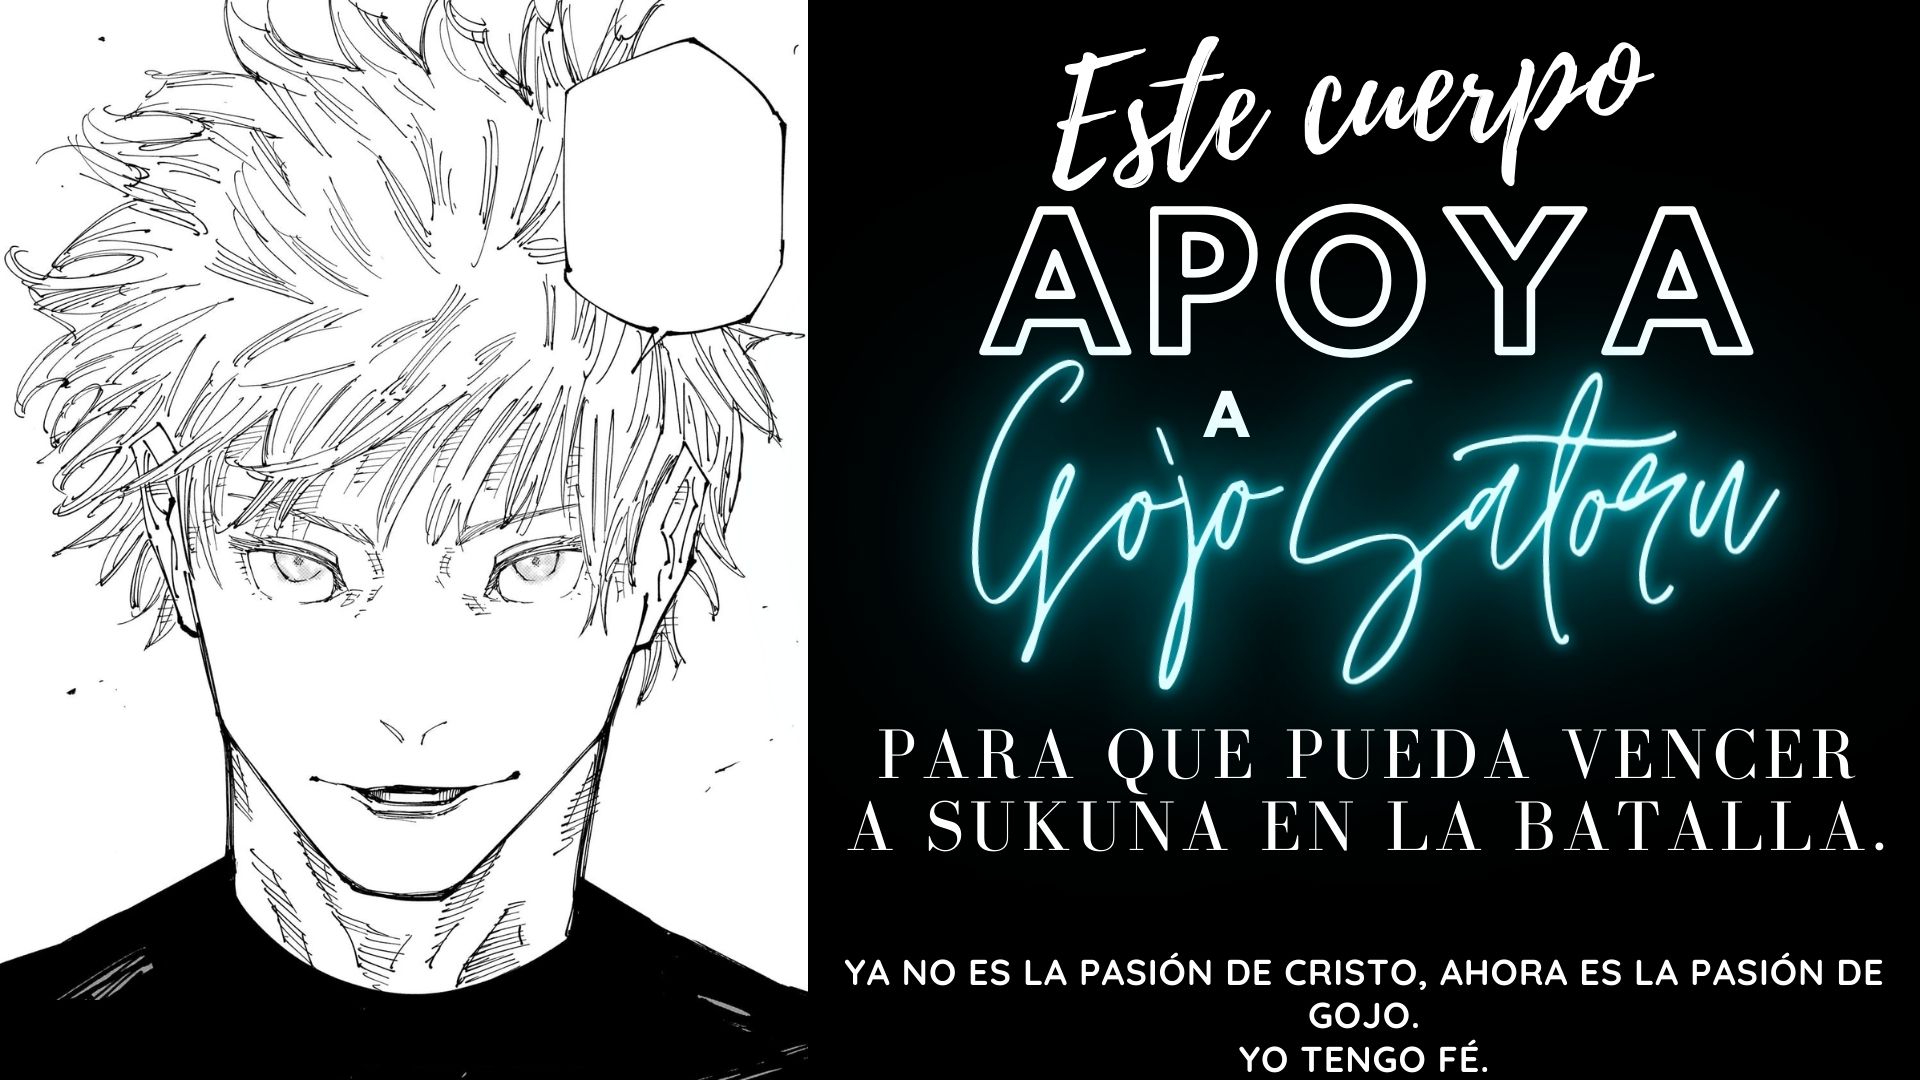 Este cuerpo
APOYA
A
Gojo Satoru
PARA QUE PUEDA VENCER
A SUKUNA EN LA BATALLA.
YA NO ES LA PASIÓN DE CRISTO, AHORA ES LA PASIÓN DE
GOJO.
YO TENGO FÉ.